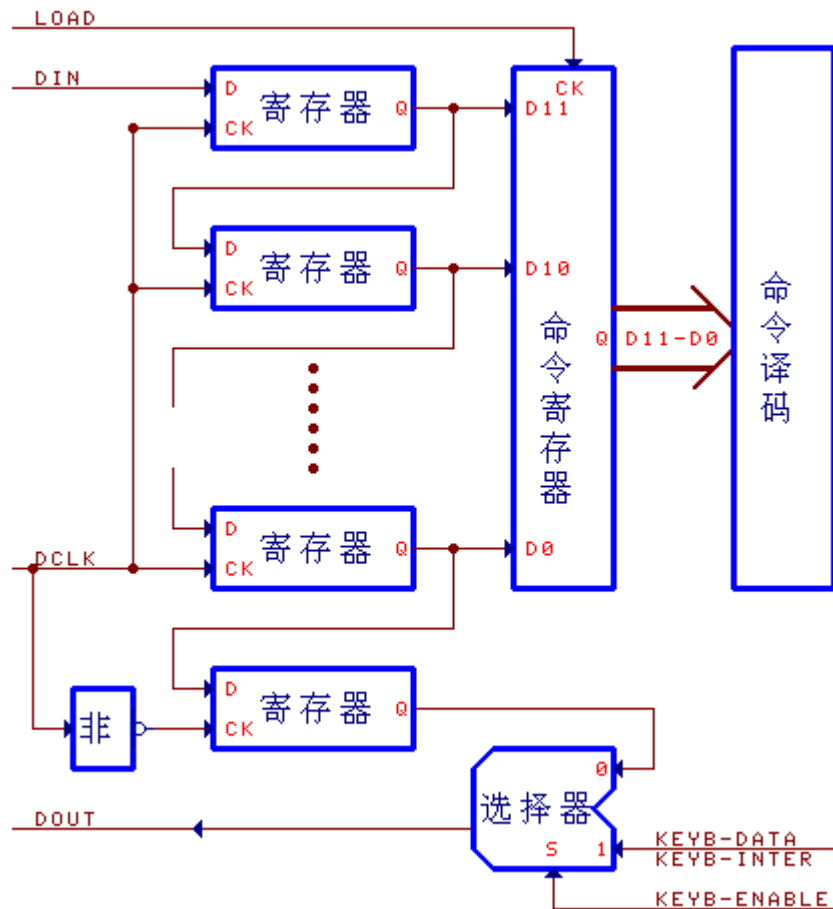 LOAD
DIN
D
CK
寄存器
Q
CK
D11
D
CK
寄存器
Q
D10
命令寄存器
Q
D11-D0
命令译码
D
CK
寄存器
Q
D0
DCLK
非
D
CK
寄存器
Q
0
选择器
S
1
DOUT
KEYB-DATA
KEYB-INTER
KEYB-ENABLE